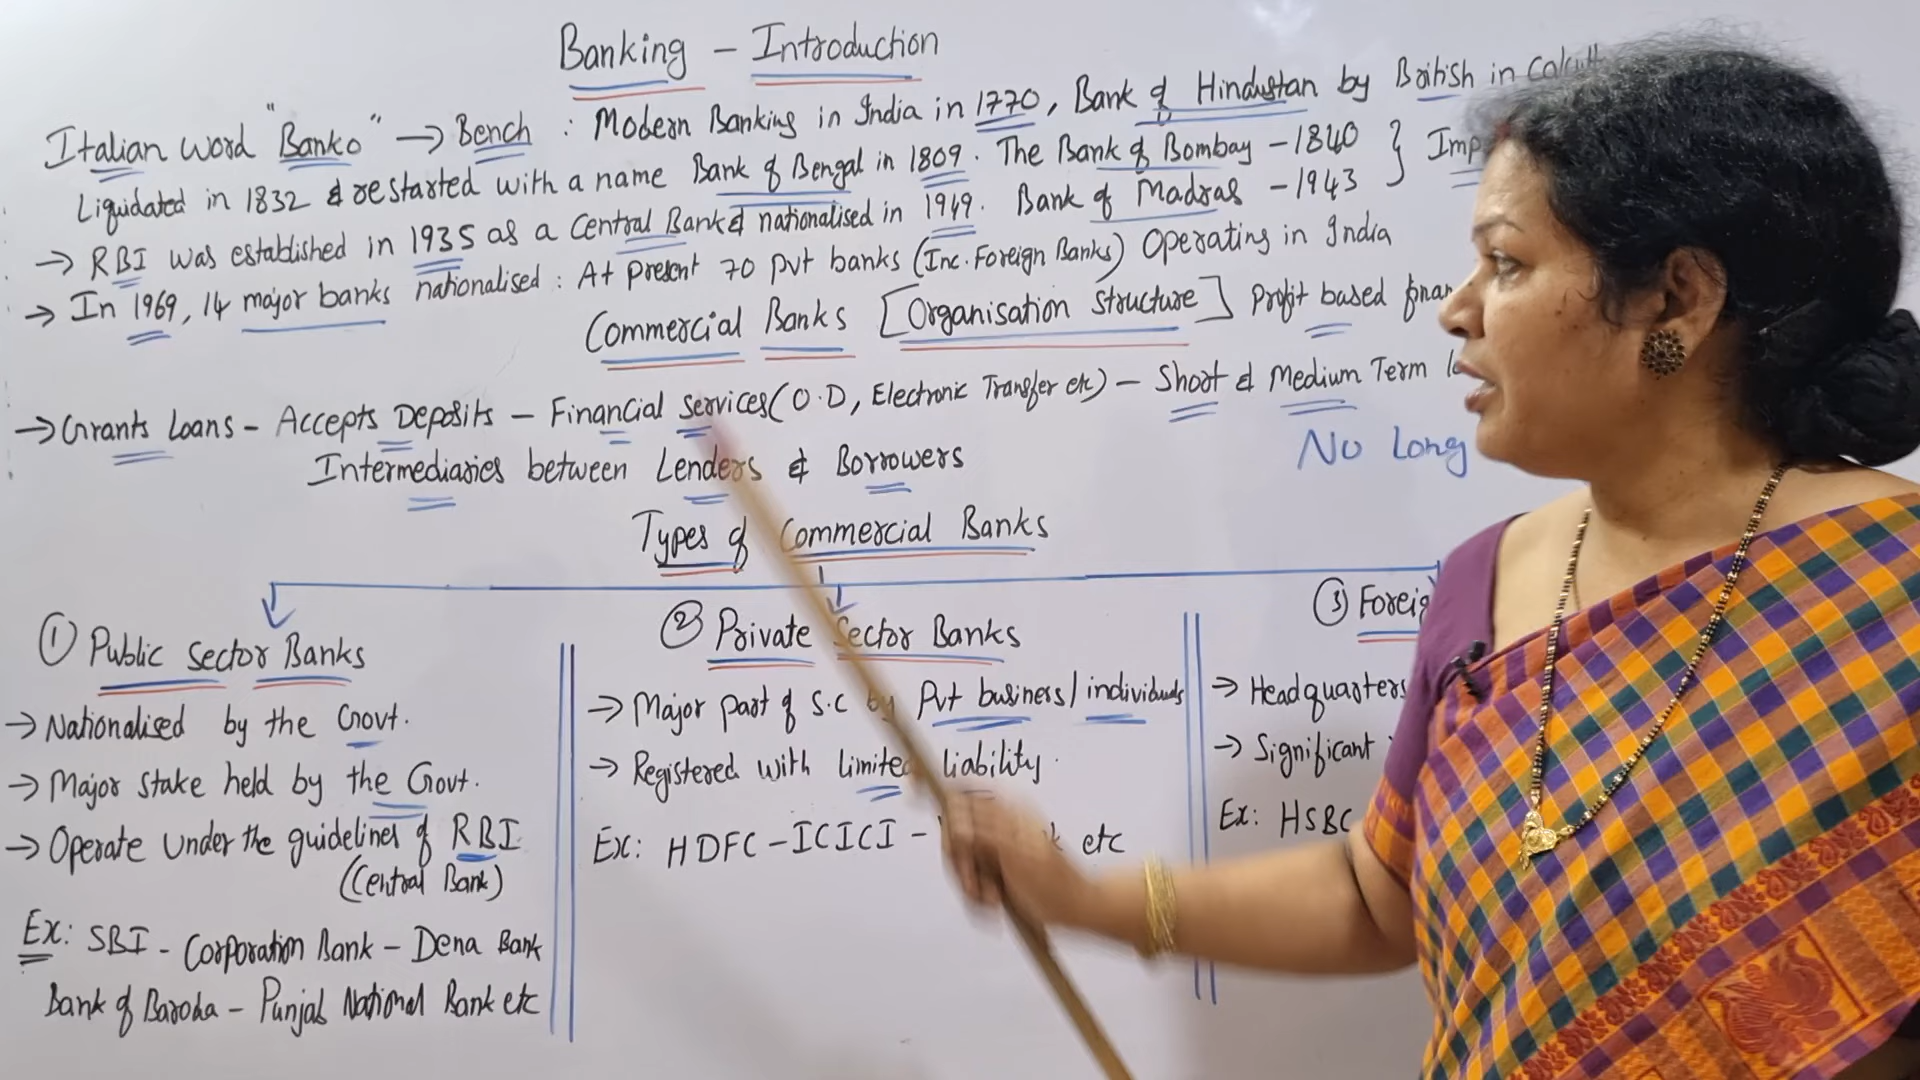 Banking - Introduction
Italian word "Banko" → Bench : Modern Banking in India in 1770, Bank of Hindustan by British in
Liquidated in 1832 & restarted with a name Bank of Bengal in 1809. The Bank of Bombay - 1840 }
Bank of Madras - 1943
→ RBI was established in 1935 as a Central Bank & nationalised in 1949.
→ In 1969, 14 major banks nationalised : At present 70 pvt banks (Inc. Foreign Banks) Operating in India
Commercial Banks [Organisation Structure] Profit based
→ Grants Loans - Accepts Deposits - Financial Services (O.D, Electronic Transfer etc) - Short & Medium Term
No Long
Intermediaries between Lenders & Borrowers
Types of Commercial Banks
① Public Sector Banks
→ Nationalised by the Govt.
→ Major stake held by the Govt.
→ Operate under the guidelines of RBI
(Central Bank)
Ex: SBI - Corporation Bank - Dena Bank
Bank of Baroda - Punjab National Bank etc
② Private Sector Banks
→ Major part of S.C by Pvt business/individuals
→ Registered with limited liability.
Ex: HDFC - ICICI - etc
③
→ Headquarters
→ Significant
Ex: HSBC